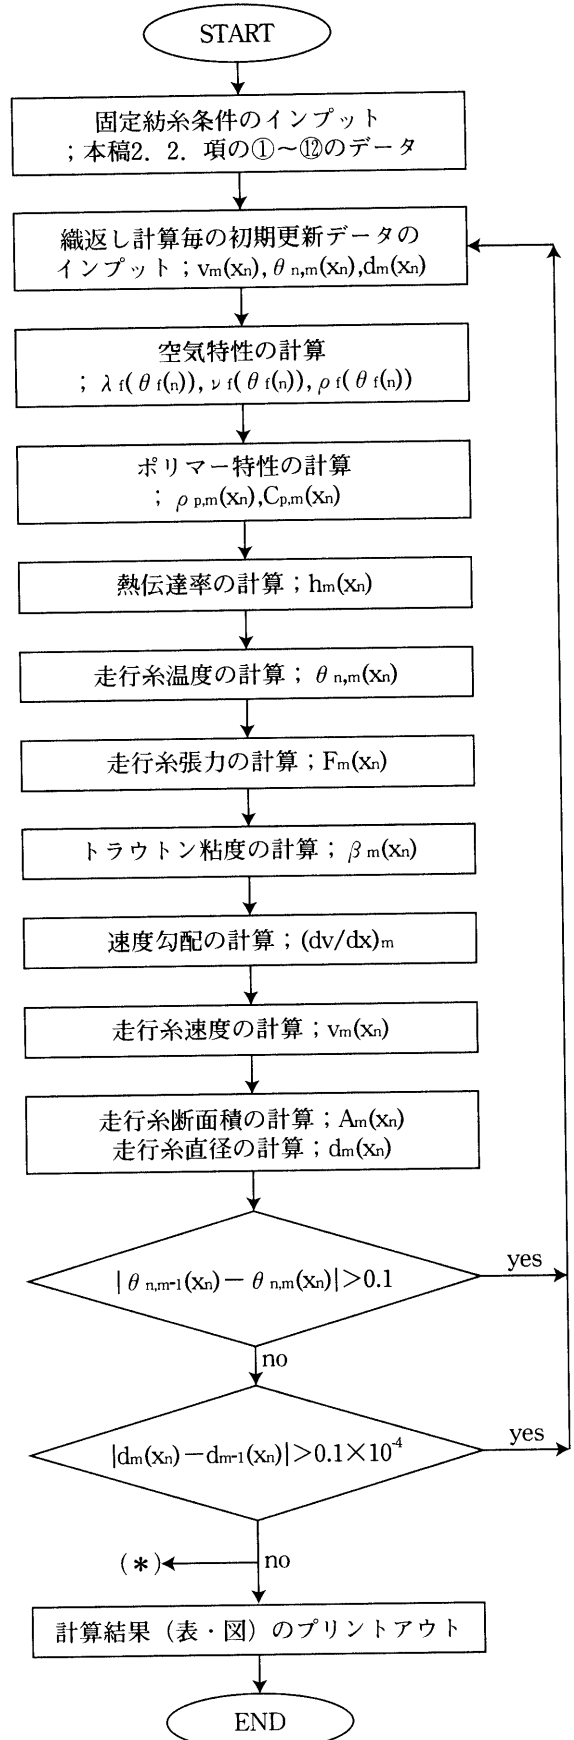 START
固定紡糸条件のインプット
；本稿2．2．項の①～⑫のデータ
織返し計算毎の初期更新データの
インプット；vm(xn), θn,m(xn),dm(xn)
空気特性の計算
；λf(θf(n)), νf(θf(n)), ρf(θf(n))
ポリマー特性の計算
；ρp,m(xn),Cp,m(xn)
熱伝達率の計算；hm(xn)
走行糸温度の計算；θn,m(xn)
走行糸張力の計算；Fm(xn)
トラウトン粘度の計算；βm(xn)
速度勾配の計算；(dv/dx)m
走行糸速度の計算；vm(xn)
走行糸断面積の計算；Am(xn)
走行糸直径の計算；dm(xn)
|θn,m-1(xn)－θn,m(xn)|>0.1
yes
no
|dm(xn)－dm-1(xn)|>0.1×10-4
yes
(＊)
no
計算結果（表・図）のプリントアウト
END